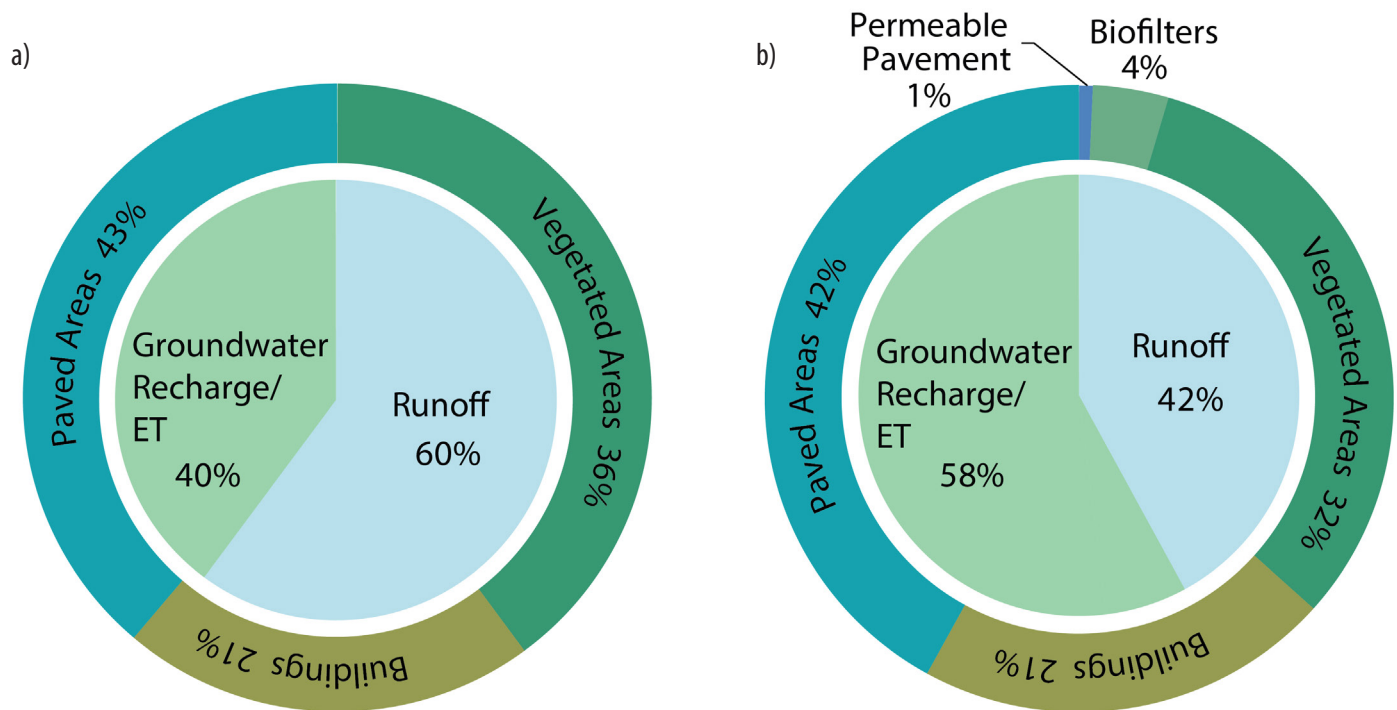 a)
Paved Areas 43%
Vegetated Areas 36%
Buildings 21%
Groundwater
Recharge/
ET
40%
Runoff
60%
b)
Permeable
Pavement
1%
Biofilters
4%
Paved Areas 42%
Vegetated Areas 32%
Buildings 21%
Groundwater
Recharge/
ET
58%
Runoff
42%